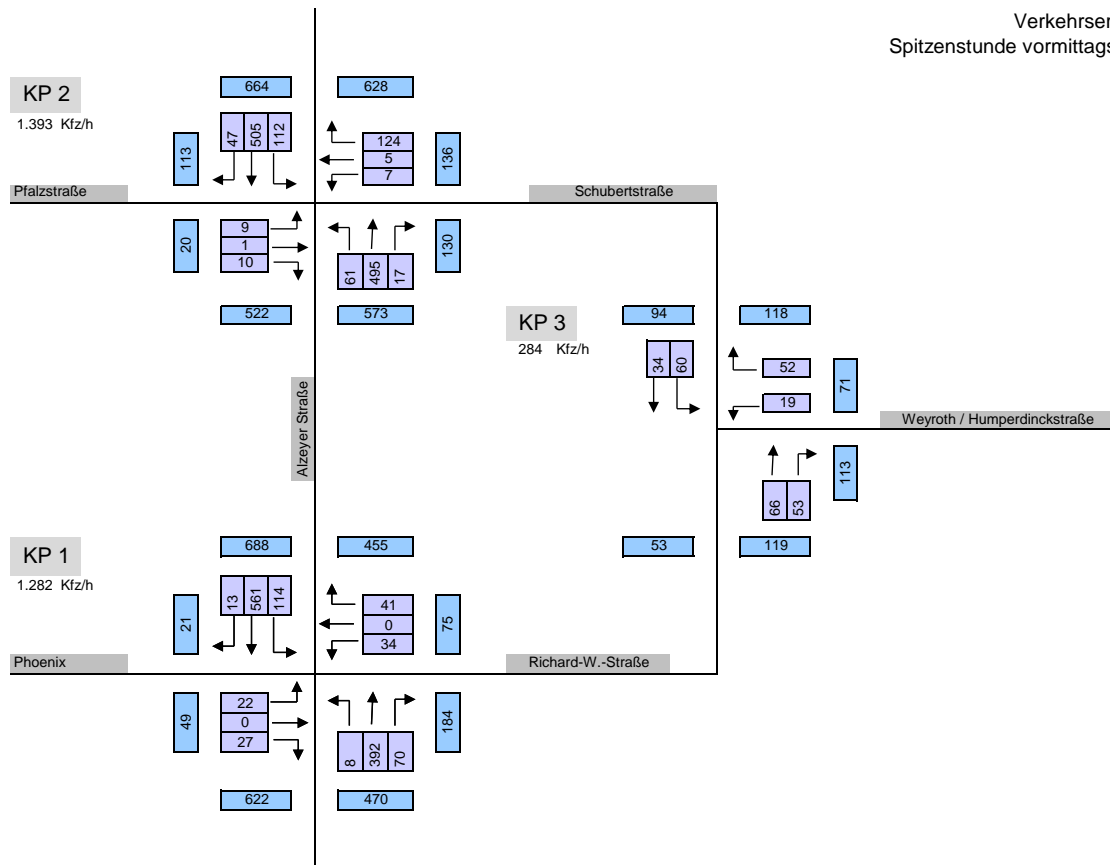 Verkehrser
Spitzenstunde vormittags
KP 2
1.393 Kfz/h
664
628
113
47 505 112
124
5
7
136
Pfalzstraße
Schubertstraße
20
9
1
10
61 495 17
130
522
573
KP 3
284 Kfz/h
94
118
34 60
52
19
71
Alzeyer Straße
Weyroth / Humperdinckstraße
66 53
113
53
119
KP 1
1.282 Kfz/h
688
455
21
13 561 114
41
0
34
75
Phoenix
Richard-W.-Straße
49
22
0
27
8 392 70
184
622
470